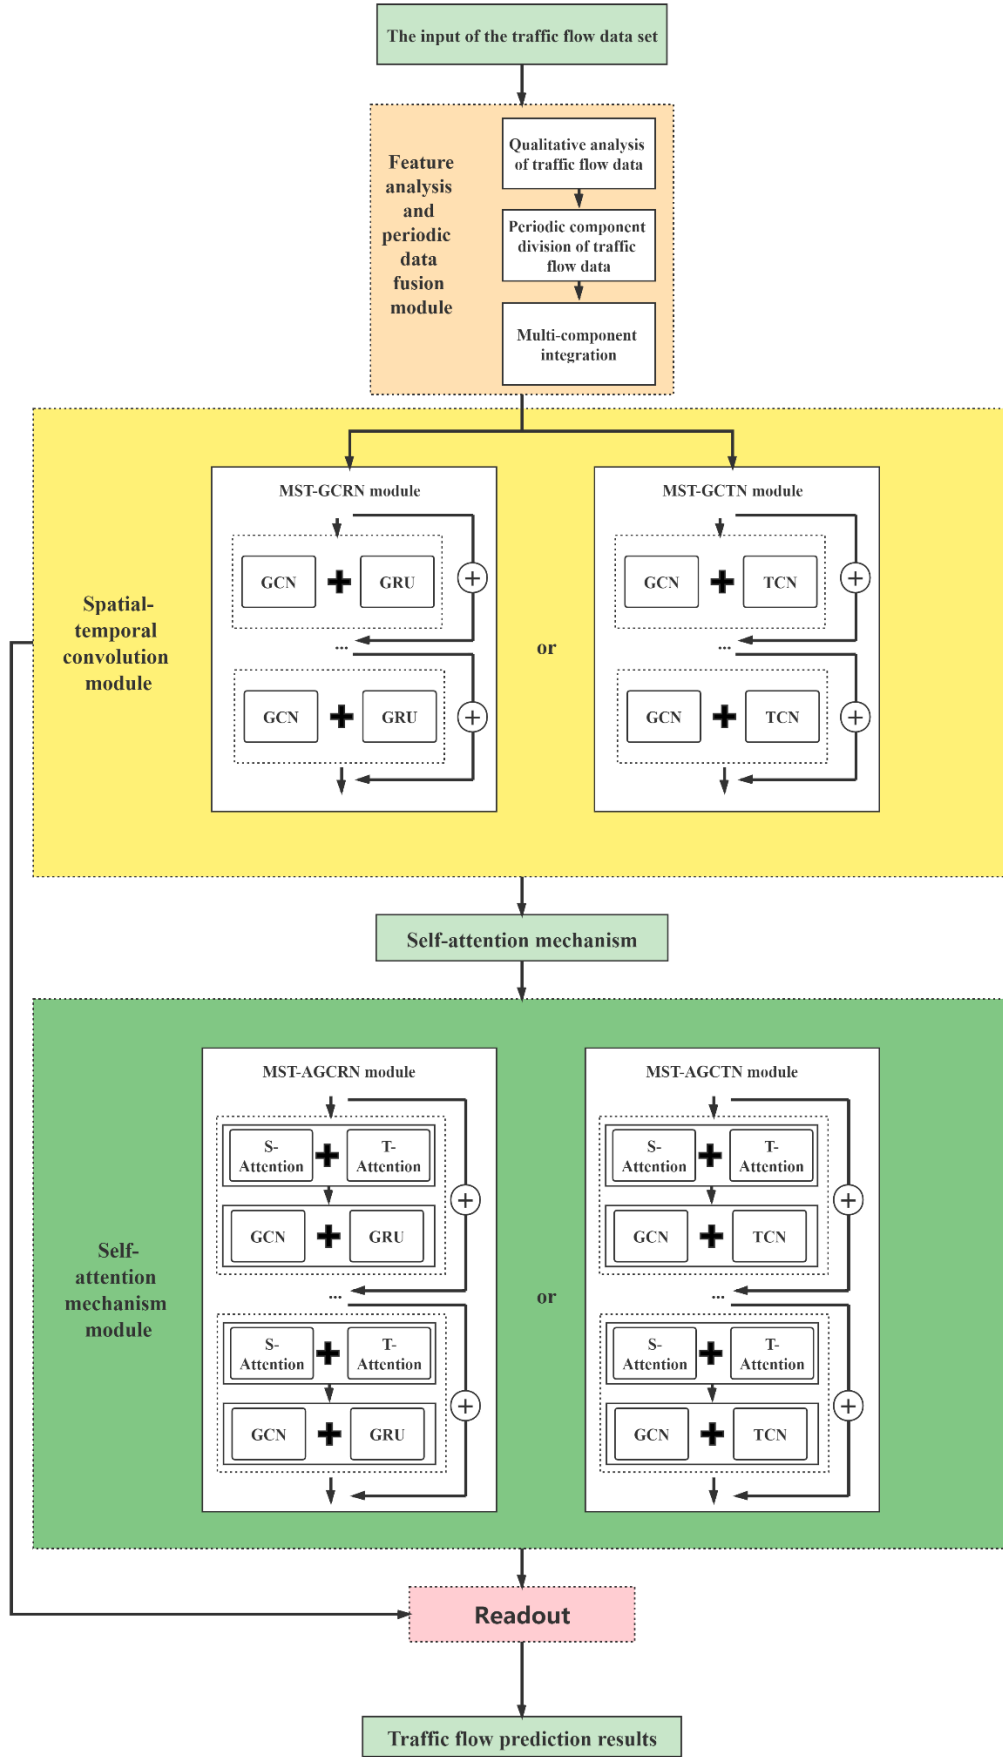 The input of the traffic flow data set
Feature
analysis
and
periodic
data
fusion
module
Qualitative analysis
of traffic flow data
Periodic component
division of traffic
flow data
Multi-component
integration
Spatial-
temporal
convolution
module
MST-GCRN module
GCN
GRU
...
GCN
GRU
or
MST-GCTN module
GCN
TCN
...
GCN
TCN
Self-attention mechanism
Self-
attention
mechanism
module
MST-AGCRN module
S-
Attention
T-
Attention
GCN
GRU
...
S-
Attention
T-
Attention
GCN
GRU
or
MST-AGCTN module
S-
Attention
T-
Attention
GCN
TCN
...
S-
Attention
T-
Attention
GCN
TCN
Readout
Traffic flow prediction results